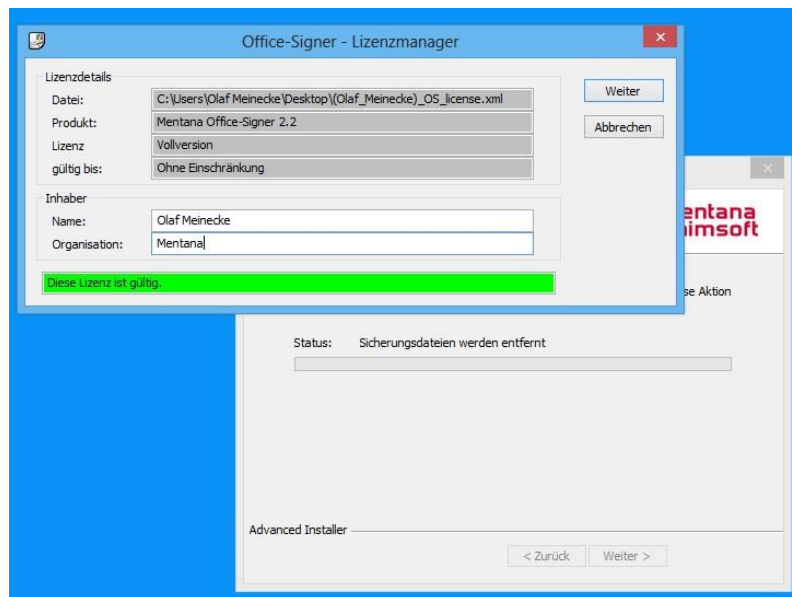 Office-Signer - Lizenzmanager
Lizenzdetails
Datei: C:\Users\Olaf Meinecke\Desktop\(Olaf_Meinecke)_OS_license.xml
Weiter
Produkt: Mentana Office-Signer 2.2
Abbrechen
Lizenz Vollversion
gültig bis: Ohne Einschränkung
Inhaber
Name: Olaf Meinecke
Organisation: Mentana
Diese Lizenz ist gültig.
entana
imsoft
se Aktion
Status: Sicherungsdateien werden entfernt
Advanced Installer
< Zurück Weiter >